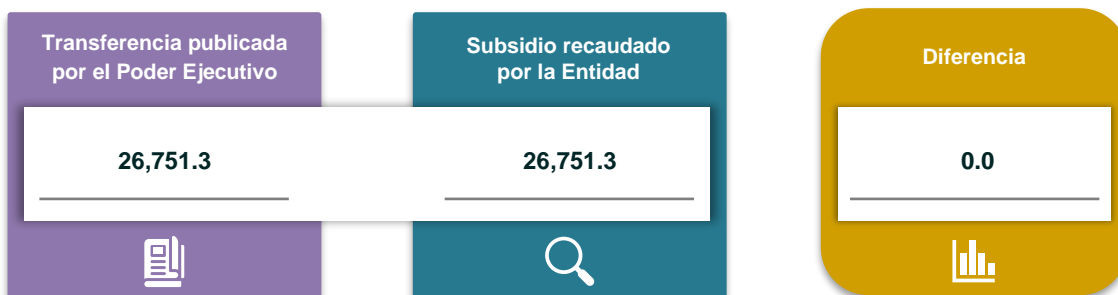 Transferencia publicada
por el Poder Ejecutivo
26,751.3
Subsidio recaudado
por la Entidad
26,751.3
Diferencia
0.0